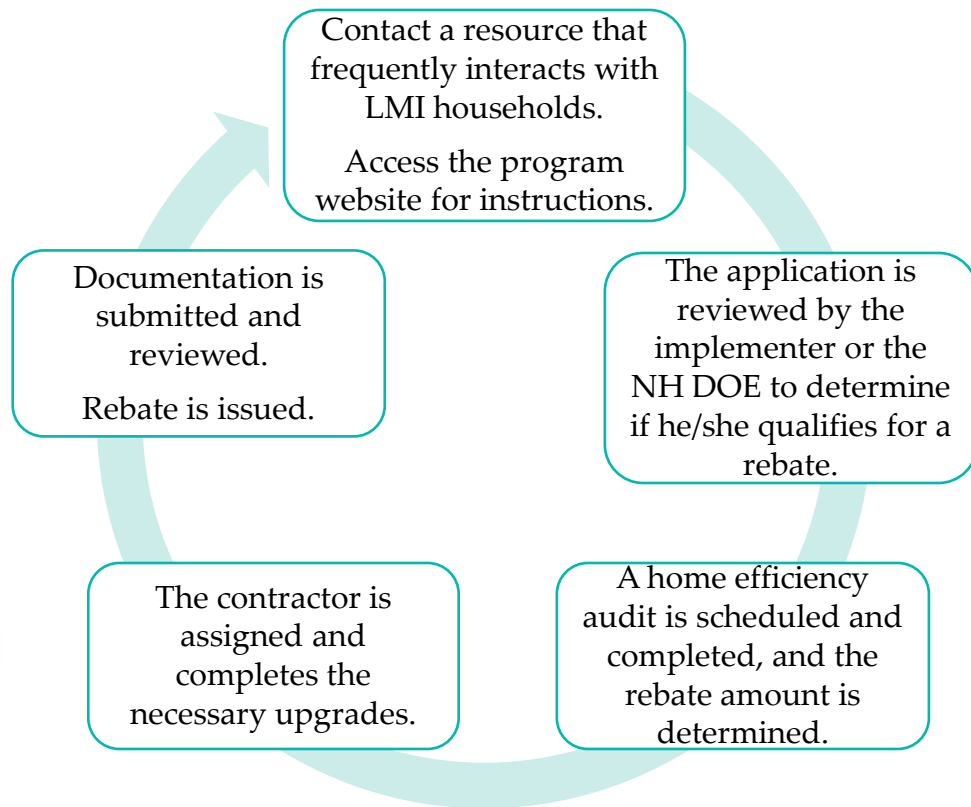 Contact a resource that
frequently interacts with
LMI households.
Access the program
website for instructions.
The application is
reviewed by the
implementer or the
NH DOE to determine
if he/she qualifies for a
rebate.
A home efficiency
audit is scheduled and
completed, and the
rebate amount is
determined.
The contractor is
assigned and
completes the
necessary upgrades.
Documentation is
submitted and
reviewed.
Rebate is issued.